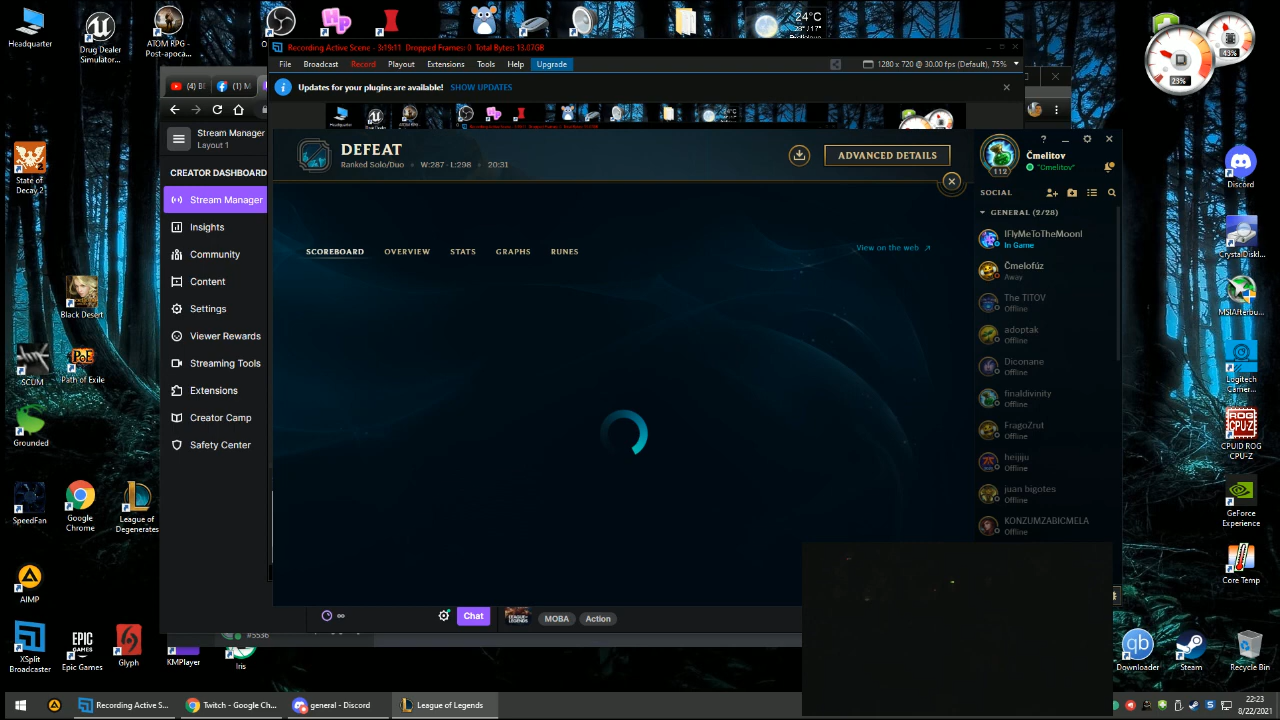 Headquarter
Drug Dealer
Simulator...
ATOM RPG -
Post-apoca...
24°C
43%
23%
Recording Active Scene - 3:19:11 Dropped Frames: 0 Total Bytes: 13.07GB
File Broadcast Record Playout Extensions Tools Help Upgrade
1280 x 720 @ 30.00 fps (Default), 75%
Updates for your plugins are available! SHOW UPDATES
Stream Manager
Layout 1
CREATOR DASHBOARD
Stream Manager
Insights
Community
Content
Settings
Viewer Rewards
Streaming Tools
Extensions
Creator Camp
Safety Center
DEFEAT
Ranked Solo/Duo W:287 - L:298 20:31
ADVANCED DETAILS
SCOREBOARD OVERVIEW STATS GRAPHS RUNES
View on the web
Čmelitov
"Čmelitov"
112
SOCIAL
GENERAL (2/28)
IFlyMeToTheMoonI
In Game
Čmelofúz
Away
The TITOV
Offline
adoptak
Offline
Diconane
Offline
finaldivinity
Offline
FragoZrut
Offline
heijiju
Offline
juan bigotes
Offline
KONZUMZABICMELA
Offline
State of
Decay 2
Black Desert
SCUM
Path of Exile
Grounded
SpeedFan
Google
Chrome
League of
Degenerates
AIMP
XSplit
Broadcaster
Epic Games
Glyph
KMPlayer
Iris
#5536
∞
Chat
MOBA
Action
Discord
CrystalDiskI...
MSIAfterbu...
Logitech
Gamer...
CPUID ROG
CPU-Z
GeForce
Experience
Core Temp
Downloader
Steam
Recycle Bin
Recording Active S...
Twitch - Google Ch...
general - Discord
League of Legends
22:23
8/22/2021